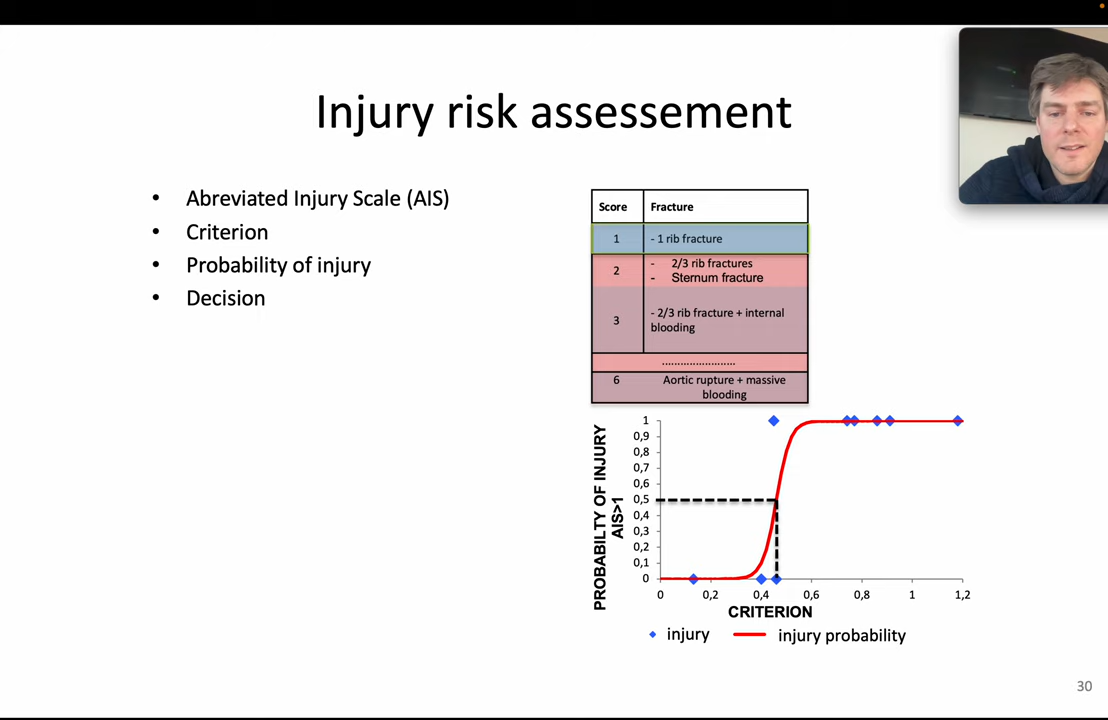 Injury risk assessement
• Abreviated Injury Scale (AIS)
• Criterion
• Probability of injury
• Decision
Score Fracture
1 - 1 rib fracture
2 - 2/3 rib fractures
- Sternum fracture
3 - 2/3 rib fracture + internal
blooding
........................
6 Aortic rupture + massive
blooding
PROBABILTY OF INJURY
AIS>1
1
0,9
0,8
0,7
0,6
0,5
0,4
0,3
0,2
0,1
0
0 0,2 0,4 0,6 0,8 1 1,2
CRITERION
injury injury probability
30